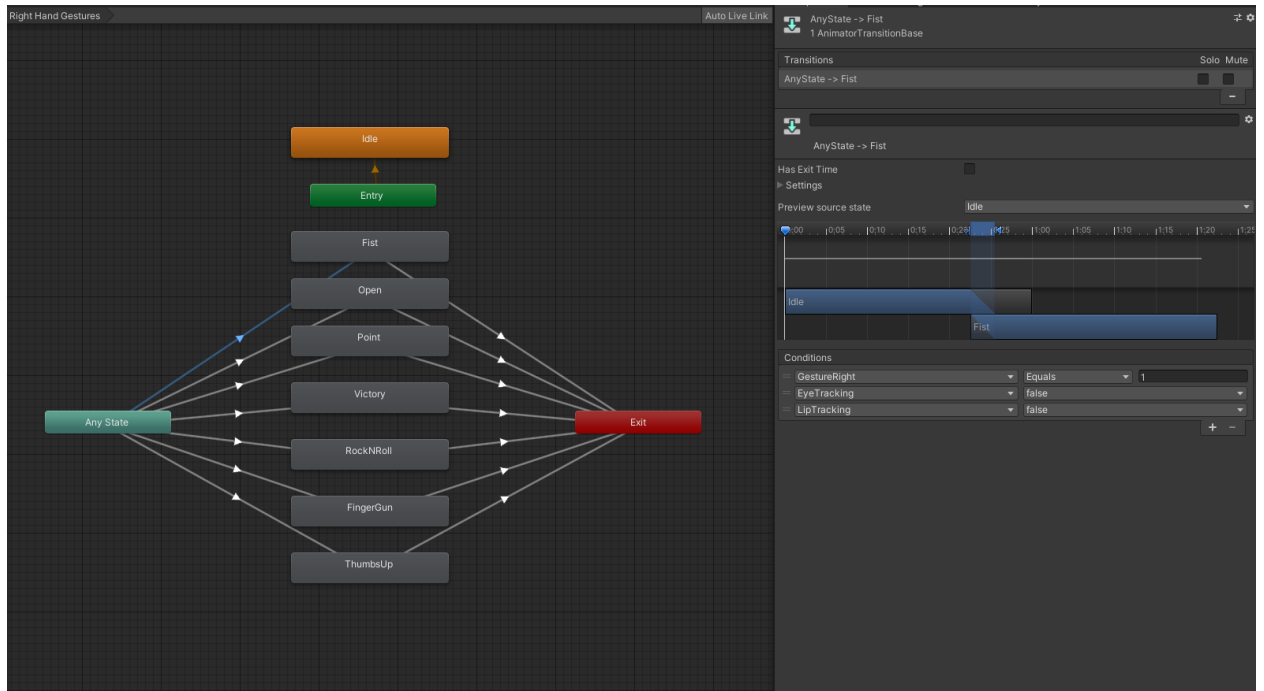 Right Hand Gestures
Auto Live Link
Idle
Entry
Fist
Open
Point
Victory
Any State
Exit
RockNRoll
FingerGun
ThumbsUp
AnyState -> Fist
1 AnimatorTransitionBase
Transitions Solo Mute
AnyState -> Fist
AnyState -> Fist
Has Exit Time
Settings
Preview source state Idle
0:05 0:10 0:15 1:00 1:05 1:10 1:15 1:20 1:25
Idle
Fist
Conditions
GestureRight Equals 1
EyeTracking false
LipTracking false